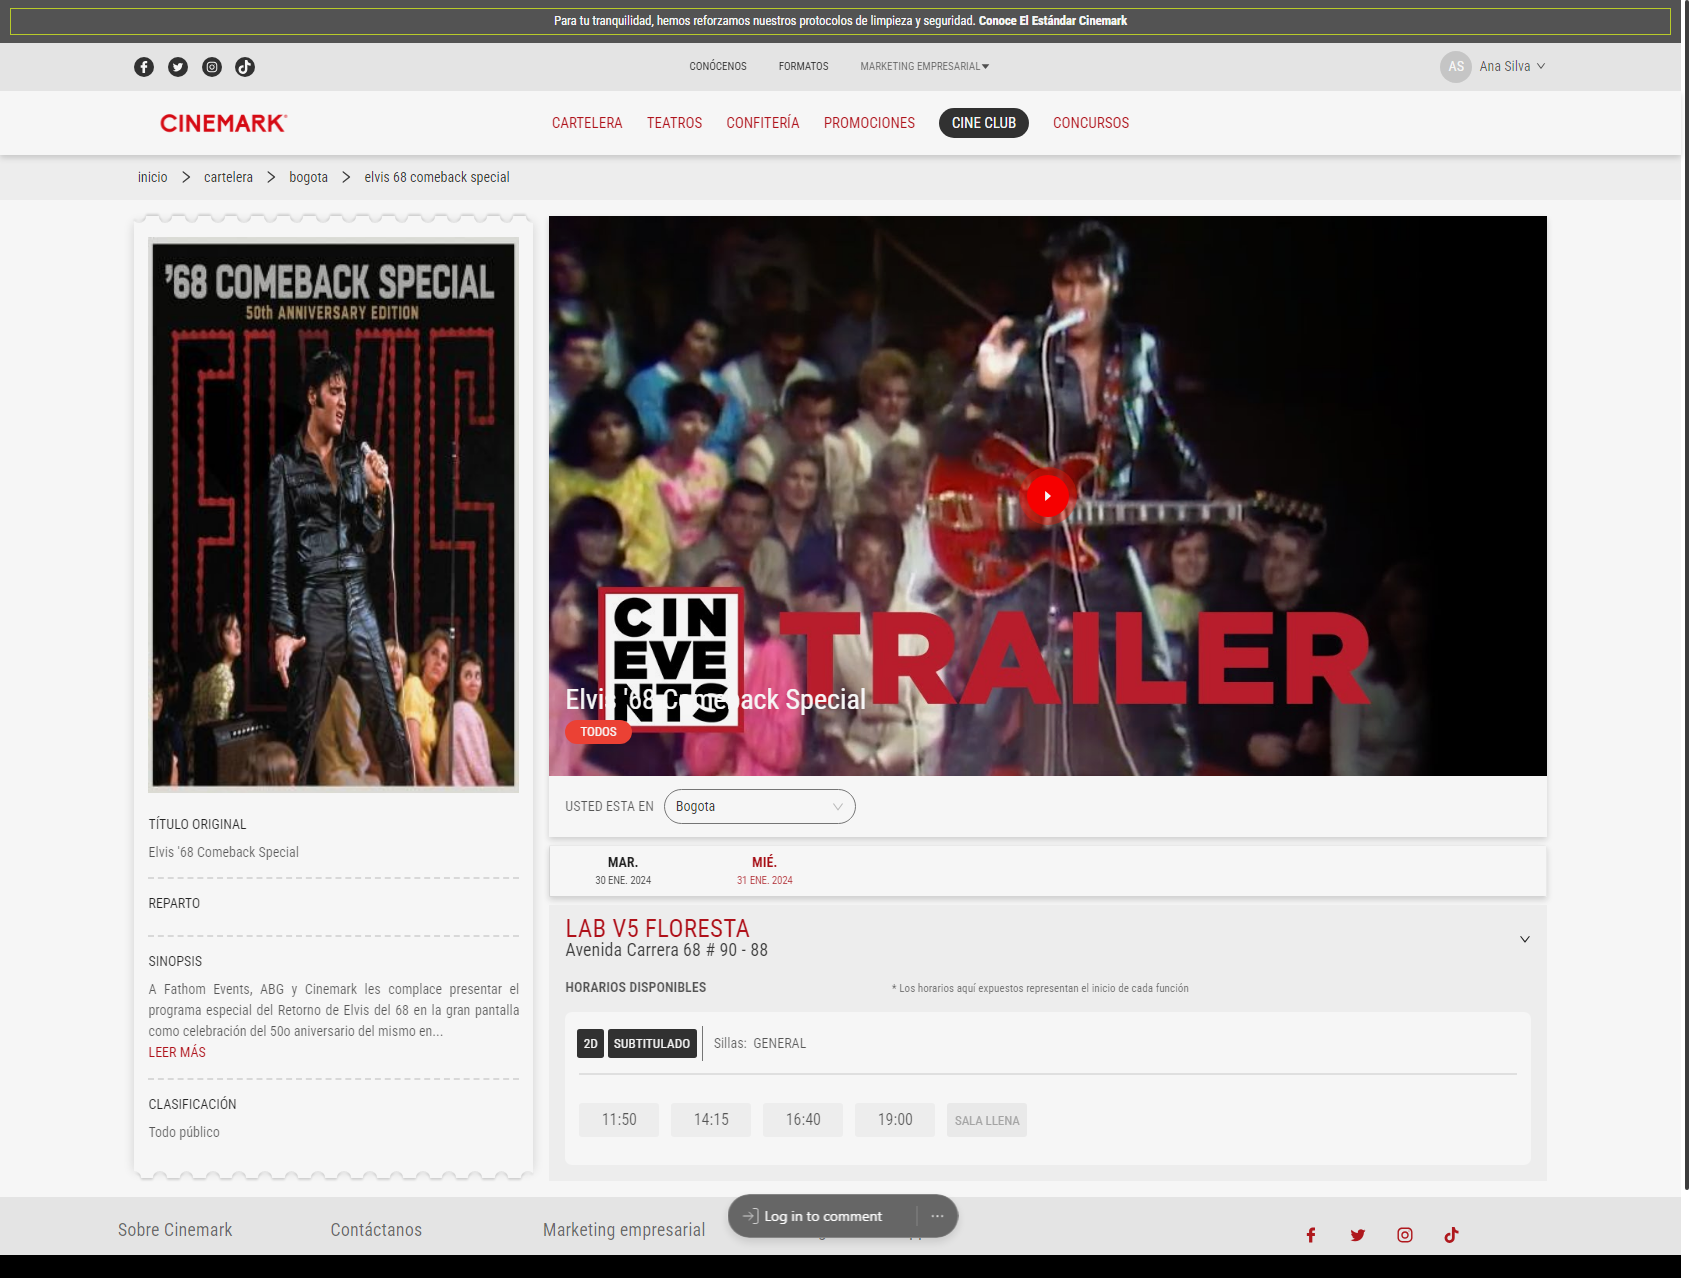 Para tu tranquilidad, hemos reforzamos nuestros protocolos de limpieza y seguridad. Conoce El Estándar Cinemark
CONÓCENOS FORMATOS MARKETING EMPRESARIAL
AS Ana Silva
CINEMARK
CARTELERA TEATROS CONFITERÍA PROMOCIONES CINE CLUB CONCURSOS
inicio > cartelera > bogota > elvis 68 comeback special
'68 COMEBACK SPECIAL
50th ANNIVERSARY EDITION
ELVIS
TÍTULO ORIGINAL
Elvis '68 Comeback Special
REPARTO
SINOPSIS
A Fathom Events, ABG y Cinemark les complace presentar el
programa especial del Retorno de Elvis del 68 en la gran pantalla
como celebración del 50o aniversario del mismo en...
LEER MÁS
CLASIFICACIÓN
Todo público
CIN
EVE
NTS
TRAILER
Elvis '68 Comeback Special
TODOS
USTED ESTA EN Bogota
MAR. MIÉ.
30 ENE. 2024 31 ENE. 2024
LAB V5 FLORESTA
Avenida Carrera 68 # 90 - 88
HORARIOS DISPONIBLES * Los horarios aquí expuestos representan el inicio de cada función
2D SUBTITULADO Sillas: GENERAL
11:50 14:15 16:40 19:00 SALA LLENA
Sobre Cinemark Contáctanos Marketing empresarial
Log in to comment ...